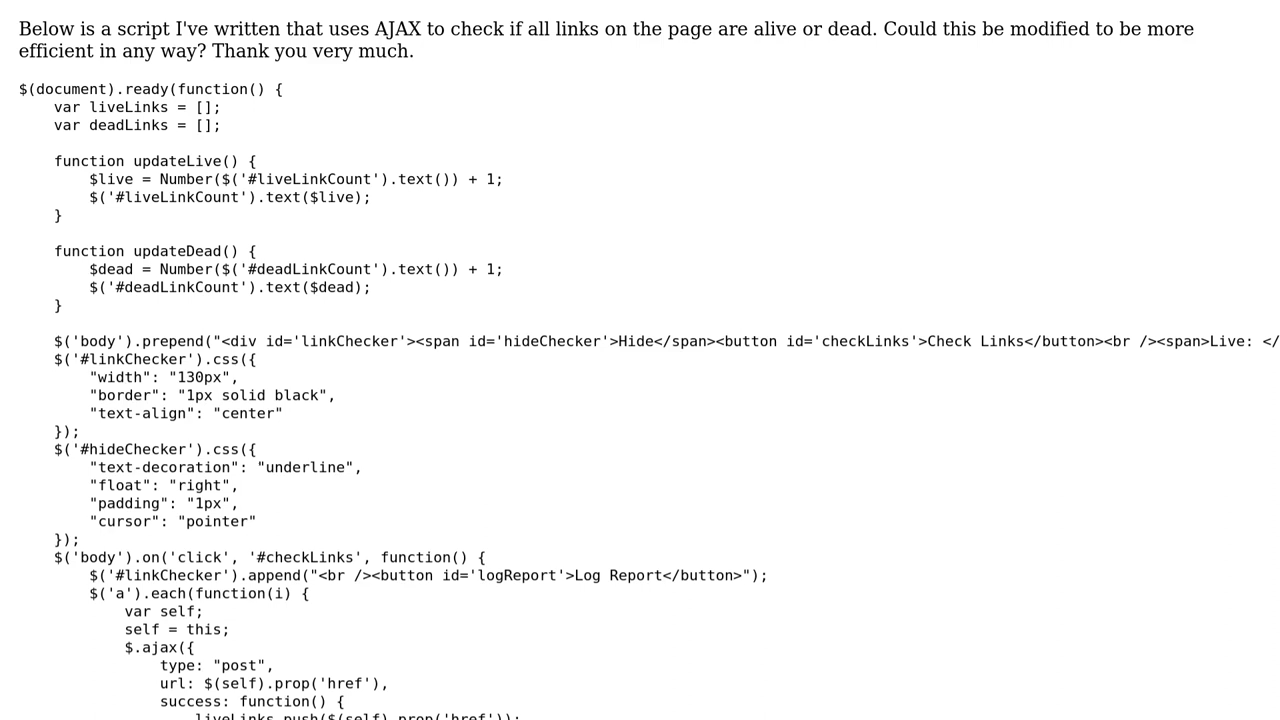 Below is a script I've written that uses AJAX to check if all links on the page are alive or dead. Could this be modified to be more
efficient in any way? Thank you very much.
$(document).ready(function() {
    var liveLinks = [];
    var deadLinks = [];
    function updateLive() {
        $live = Number($('#liveLinkCount').text()) + 1;
        $('#liveLinkCount').text($live);
    }
    function updateDead() {
        $dead = Number($('#deadLinkCount').text()) + 1;
        $('#deadLinkCount').text($dead);
    }
    $('body').prepend("<div id='linkChecker'><span id='hideChecker'>Hide</span><button id='checkLinks'>Check Links</button><br /><span>Live: </
    $('#linkChecker').css({
        "width": "130px",
        "border": "1px solid black",
        "text-align": "center"
    });
    $('#hideChecker').css({
        "text-decoration": "underline",
        "float": "right",
        "padding": "1px",
        "cursor": "pointer"
    });
    $('body').on('click', '#checkLinks', function() {
        $('#linkChecker').append("<br /><button id='logReport'>Log Report</button>");
        $('a').each(function(i) {
            var self;
            self = this;
            $.ajax({
                type: "post",
                url: $(self).prop('href'),
                success: function() {
                    liveLinks.push($(self).prop('href'));